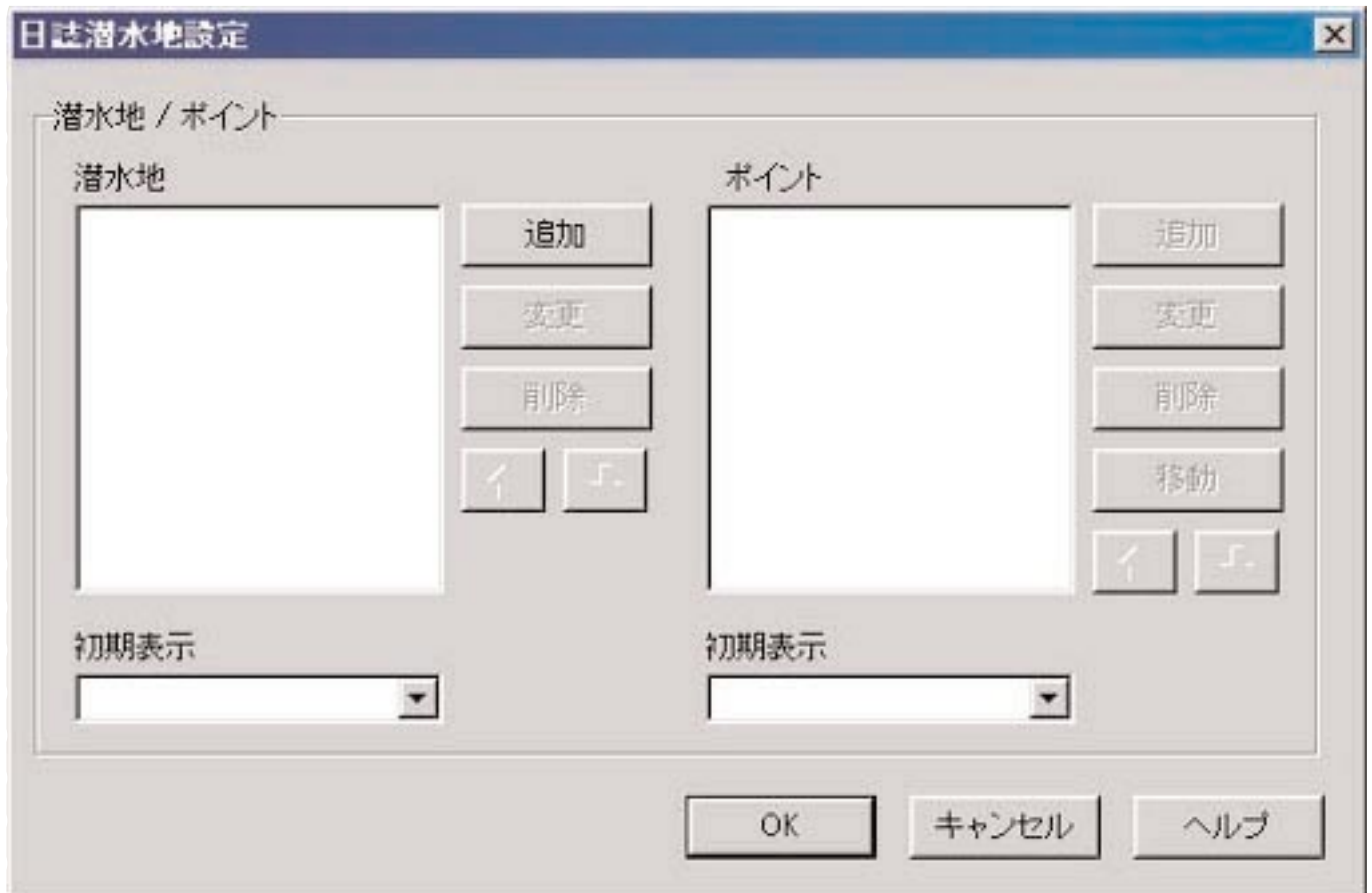 日誌潜水地設定
潜水地 / ポイント
潜水地
追加
変更
削除
初期表示
ポイント
追加
変更
削除
移動
初期表示
OK
キャンセル
ヘルプ